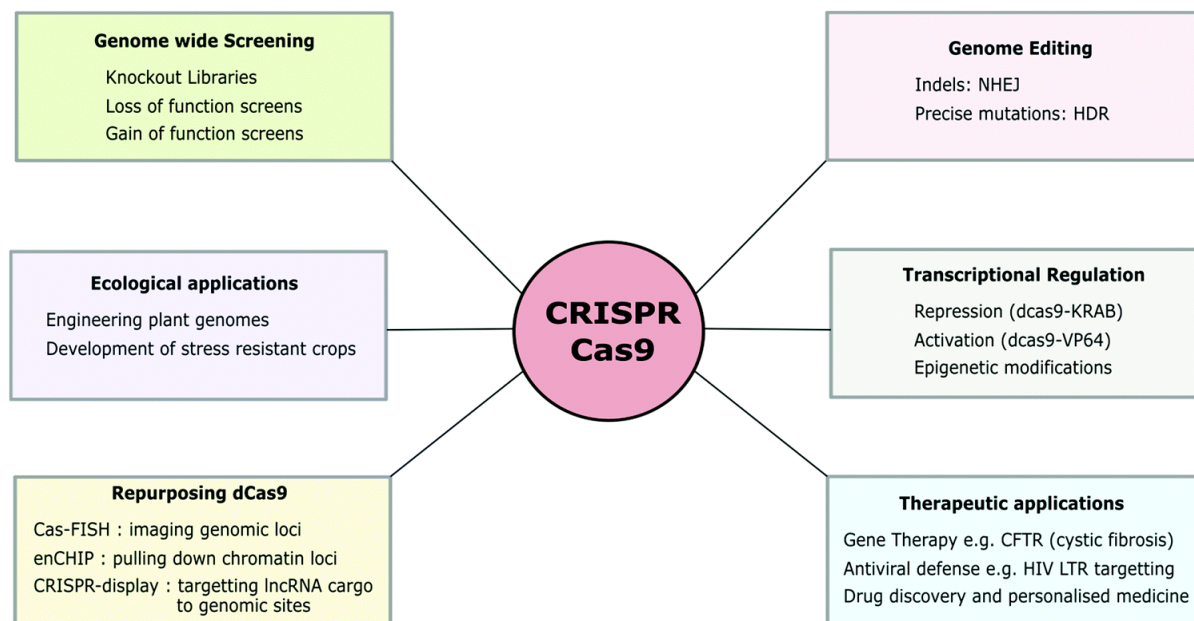 Genome wide Screening
Knockout Libraries
Loss of function screens
Gain of function screens
Genome Editing
Indels: NHEJ
Precise mutations: HDR
Ecological applications
Engineering plant genomes
Development of stress resistant crops
CRISPR
Cas9
Transcriptional Regulation
Repression (dcas9-KRAB)
Activation (dcas9-VP64)
Epigenetic modifications
Repurposing dCas9
Cas-FISH : imaging genomic loci
enCHIP : pulling down chromatin loci
CRISPR-display : targetting lncRNA cargo
to genomic sites
Therapeutic applications
Gene Therapy e.g. CFTR (cystic fibrosis)
Antiviral defense e.g. HIV LTR targetting
Drug discovery and personalised medicine